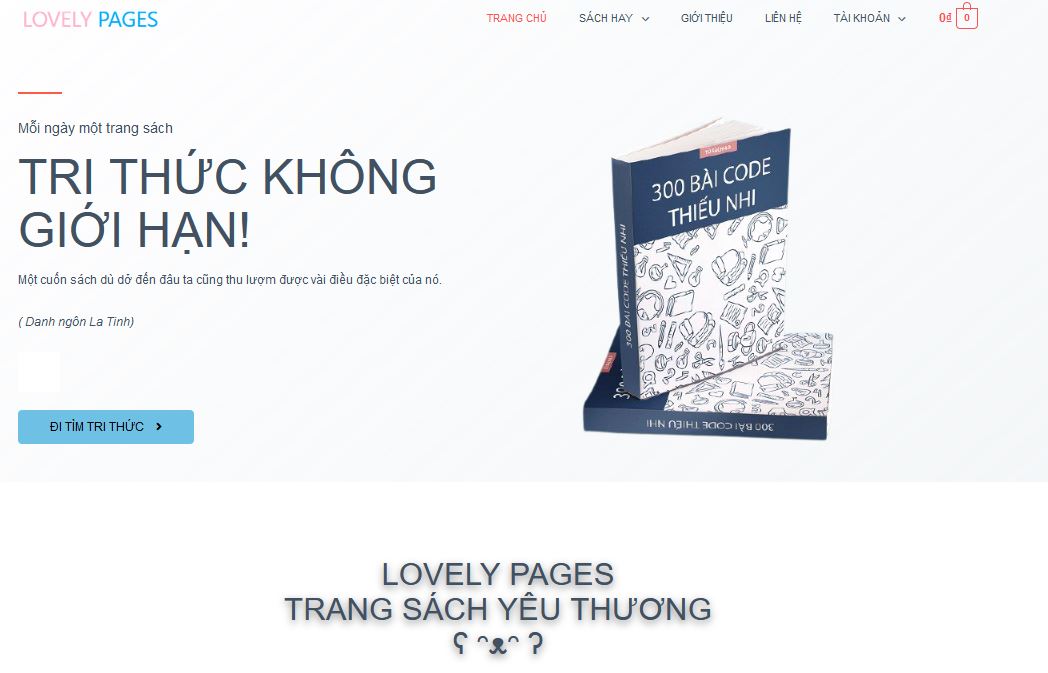 LOVELY PAGES
TRANG CHỦ
SÁCH HAY
GIỚI THIỆU
LIÊN HỆ
TÀI KHOẢN
0₫
0
Mỗi ngày một trang sách
TRI THỨC KHÔNG
GIỚI HẠN!
Một cuốn sách dù dở đến đâu ta cũng thu lượm được vài điều đặc biệt của nó.
( Danh ngôn La Tinh)
ĐI TÌM TRI THỨC
300 BÀI CODE
THIẾU NHI
300 BÀI CODE THIẾU NHI
300 BÀI CODE THIẾU NHI
LOVELY PAGES
TRANG SÁCH YÊU THƯƠNG
ʕ ᵔᴥᵔ ʔ